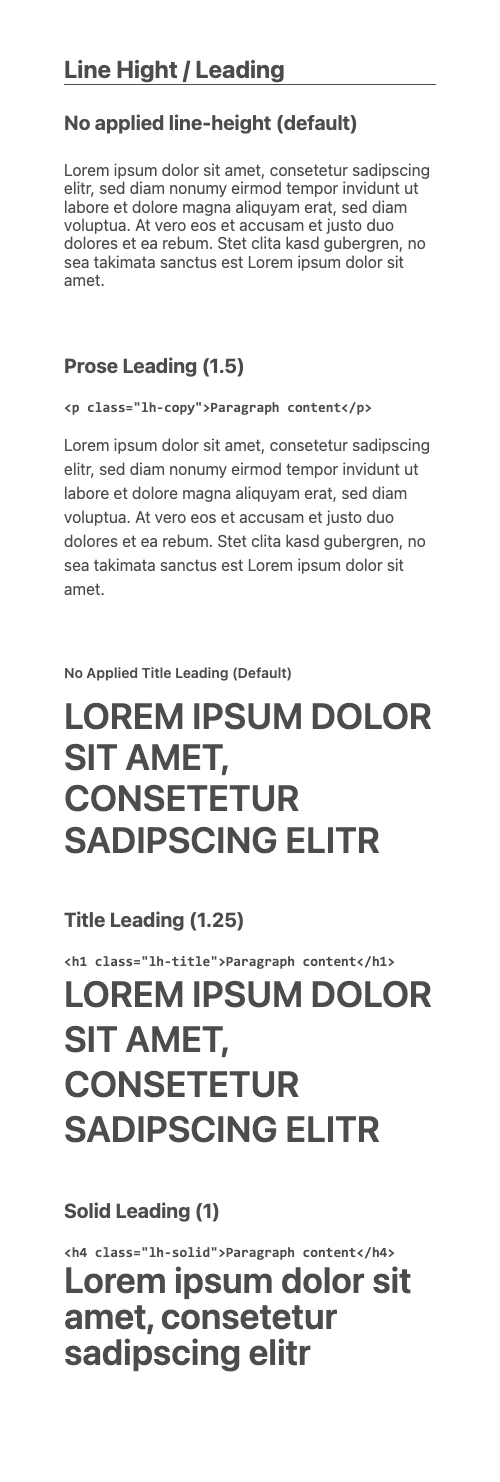 Line Hight / Leading
No applied line-height (default)
Lorem ipsum dolor sit amet, consetetur sadipscing
elitr, sed diam nonumy eirmod tempor invidunt ut
labore et dolore magna aliquyam erat, sed diam
voluptua. At vero eos et accusam et justo duo
dolores et ea rebum. Stet clita kasd gubergren, no
sea takimata sanctus est Lorem ipsum dolor sit
amet.
Prose Leading (1.5)
<p class="lh-copy">Paragraph content</p>
Lorem ipsum dolor sit amet, consetetur sadipscing
elitr, sed diam nonumy eirmod tempor invidunt ut
labore et dolore magna aliquyam erat, sed diam
voluptua. At vero eos et accusam et justo duo
dolores et ea rebum. Stet clita kasd gubergren, no
sea takimata sanctus est Lorem ipsum dolor sit
amet.
No Applied Title Leading (Default)
LOREM IPSUM DOLOR
SIT AMET,
CONSETETUR
SADIPSCING ELITR
Title Leading (1.25)
<h1 class="lh-title">Paragraph content</h1>
LOREM IPSUM DOLOR
SIT AMET,
CONSETETUR
SADIPSCING ELITR
Solid Leading (1)
<h4 class="lh-solid">Paragraph content</h4>
Lorem ipsum dolor sit
amet, consetetur
sadipscing elitr